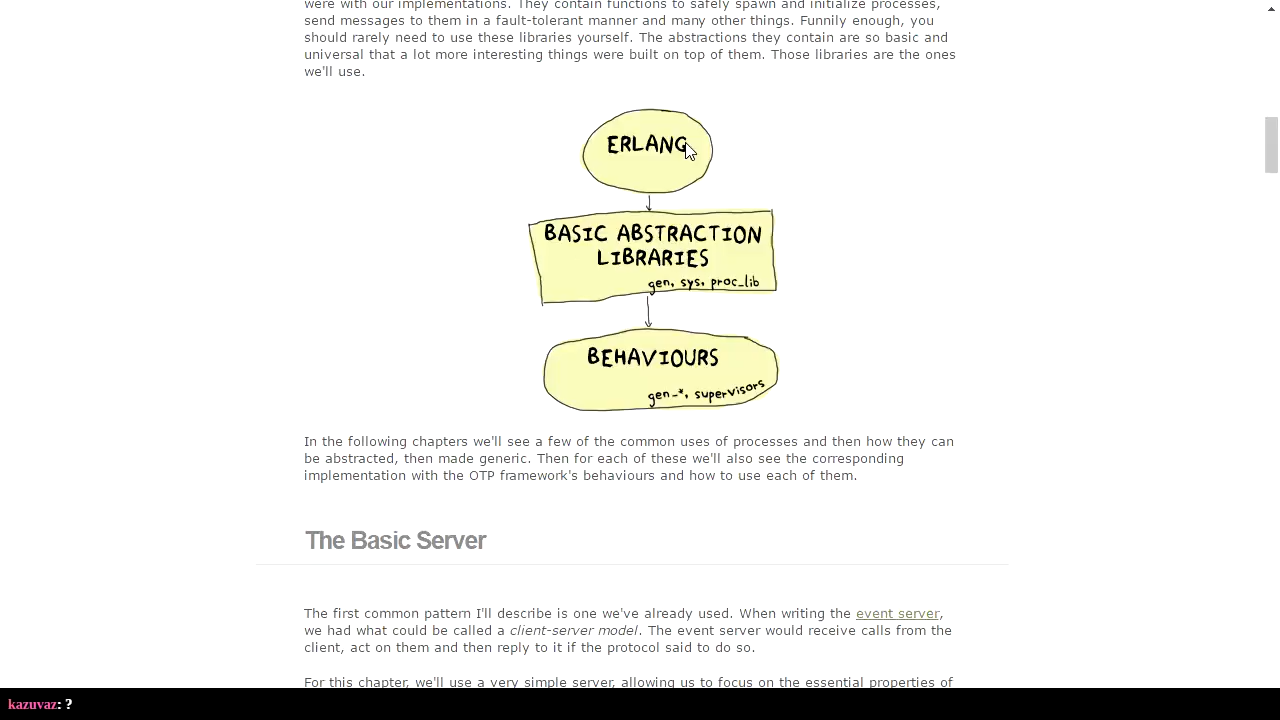 were with our implementations. They contain functions to safely spawn and initialize processes,
send messages to them in a fault-tolerant manner and many other things. Funnily enough, you
should rarely need to use these libraries yourself. The abstractions they contain are so basic and
universal that a lot more interesting things were built on top of them. Those libraries are the ones
we'll use.
ERLANG
BASIC ABSTRACTION
LIBRARIES
gen, sys, proc_lib
BEHAVIOURS
gen_*, supervisors
In the following chapters we'll see a few of the common uses of processes and then how they can
be abstracted, then made generic. Then for each of these we'll also see the corresponding
implementation with the OTP framework's behaviours and how to use each of them.
The Basic Server
The first common pattern I'll describe is one we've already used. When writing the event server,
we had what could be called a client-server model. The event server would receive calls from the
client, act on them and then reply to it if the protocol said to do so.
For this chapter, we'll use a very simple server, allowing us to focus on the essential properties of
kazuvaz: ?